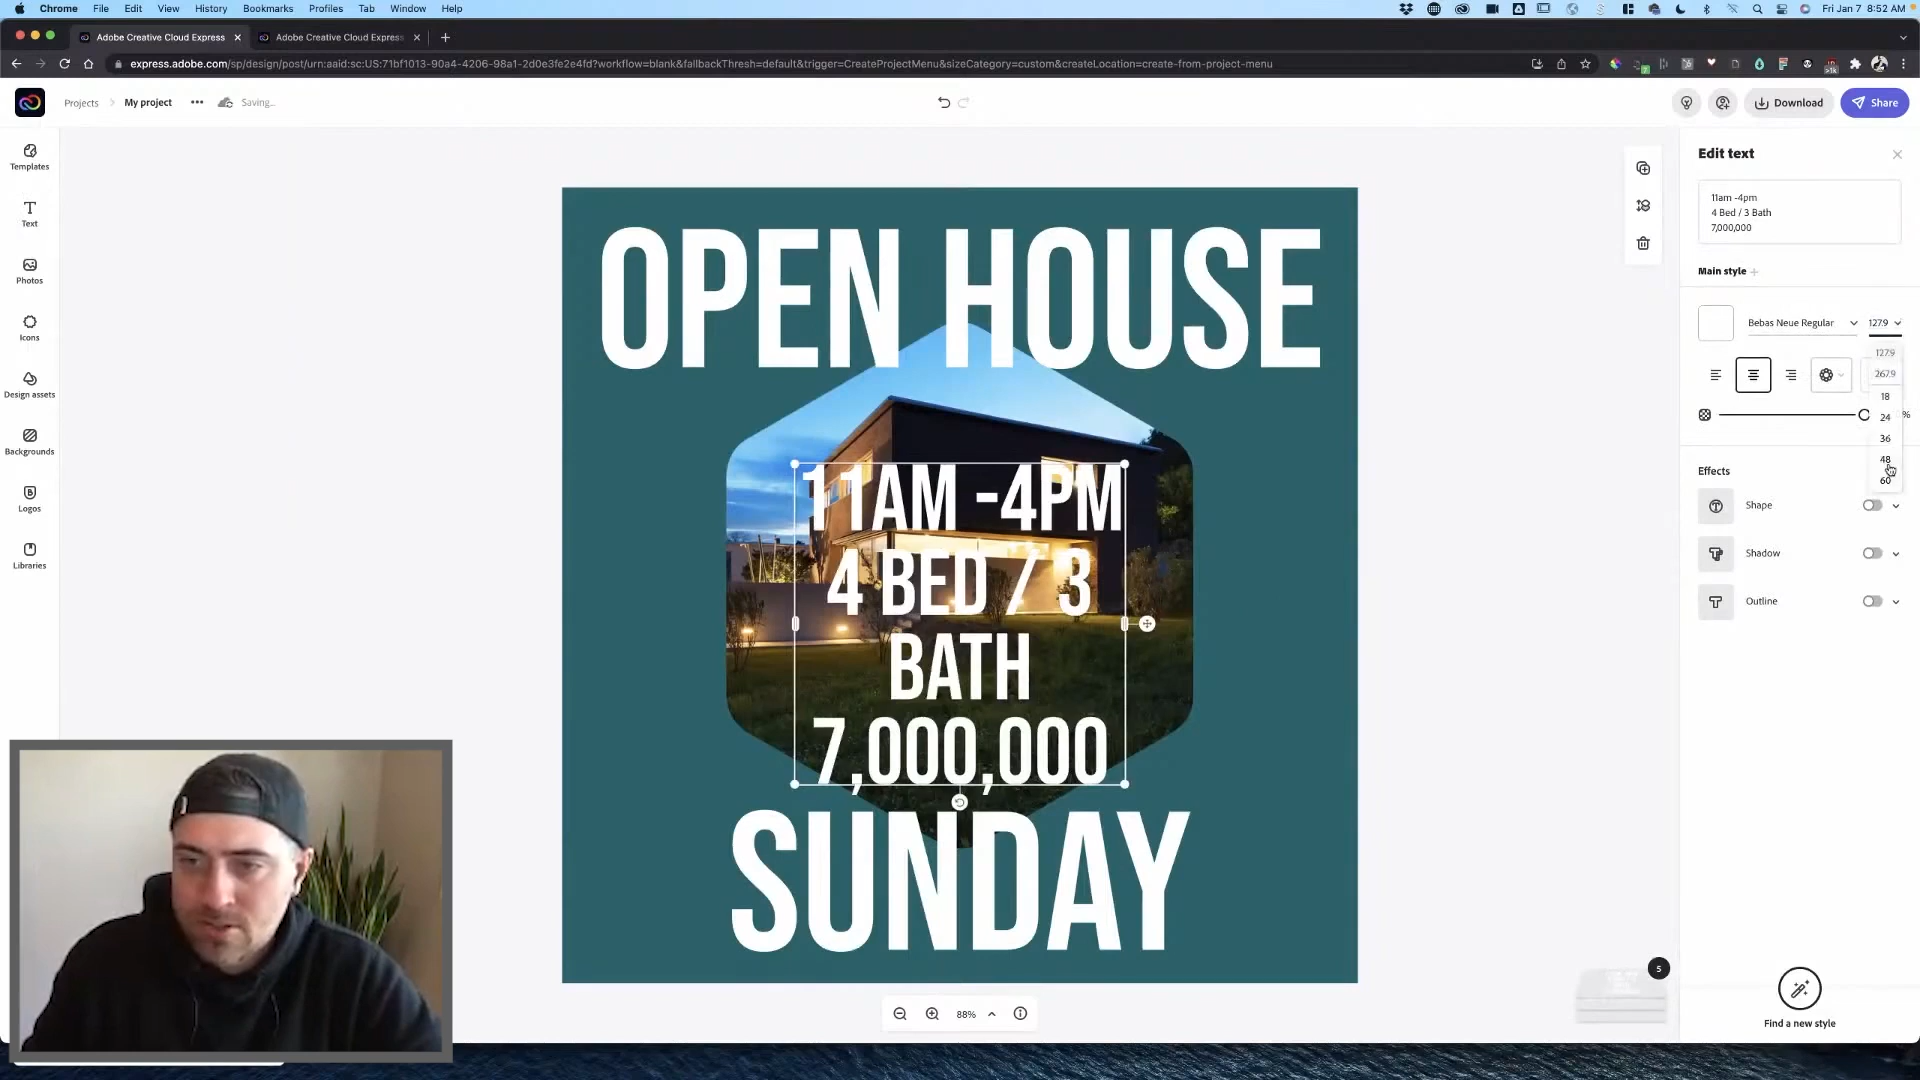 Chrome File Edit View History Bookmarks Profiles Tab Window Help
Fri Jan 7 8:52 AM
Adobe Creative Cloud Express
Adobe Creative Cloud Express
express.adobe.com/sp/design/post/urn:aaid:sc:US:71bf1013-90a4-4206-98a1-2d0e3fe2e4fd?workflow=blank&fallbackThresh=default&trigger=CreateProjectMenu&sizeCategory=custom&createLocation=create-from-project-menu
Projects
My project
Saving...
Download
Share
Templates
Text
Photos
Icons
Design assets
Backgrounds
Logos
Libraries
OPEN HOUSE
11AM -4PM
4 BED / 3
BATH
7,000,000
SUNDAY
88%
5
Edit text
11am -4pm
4 Bed / 3 Bath
7,000,000
Main style
Bebas Neue Regular
127.9
127.9
267.9
18
24
36
48
60
%
Effects
Shape
Shadow
Outline
Find a new style